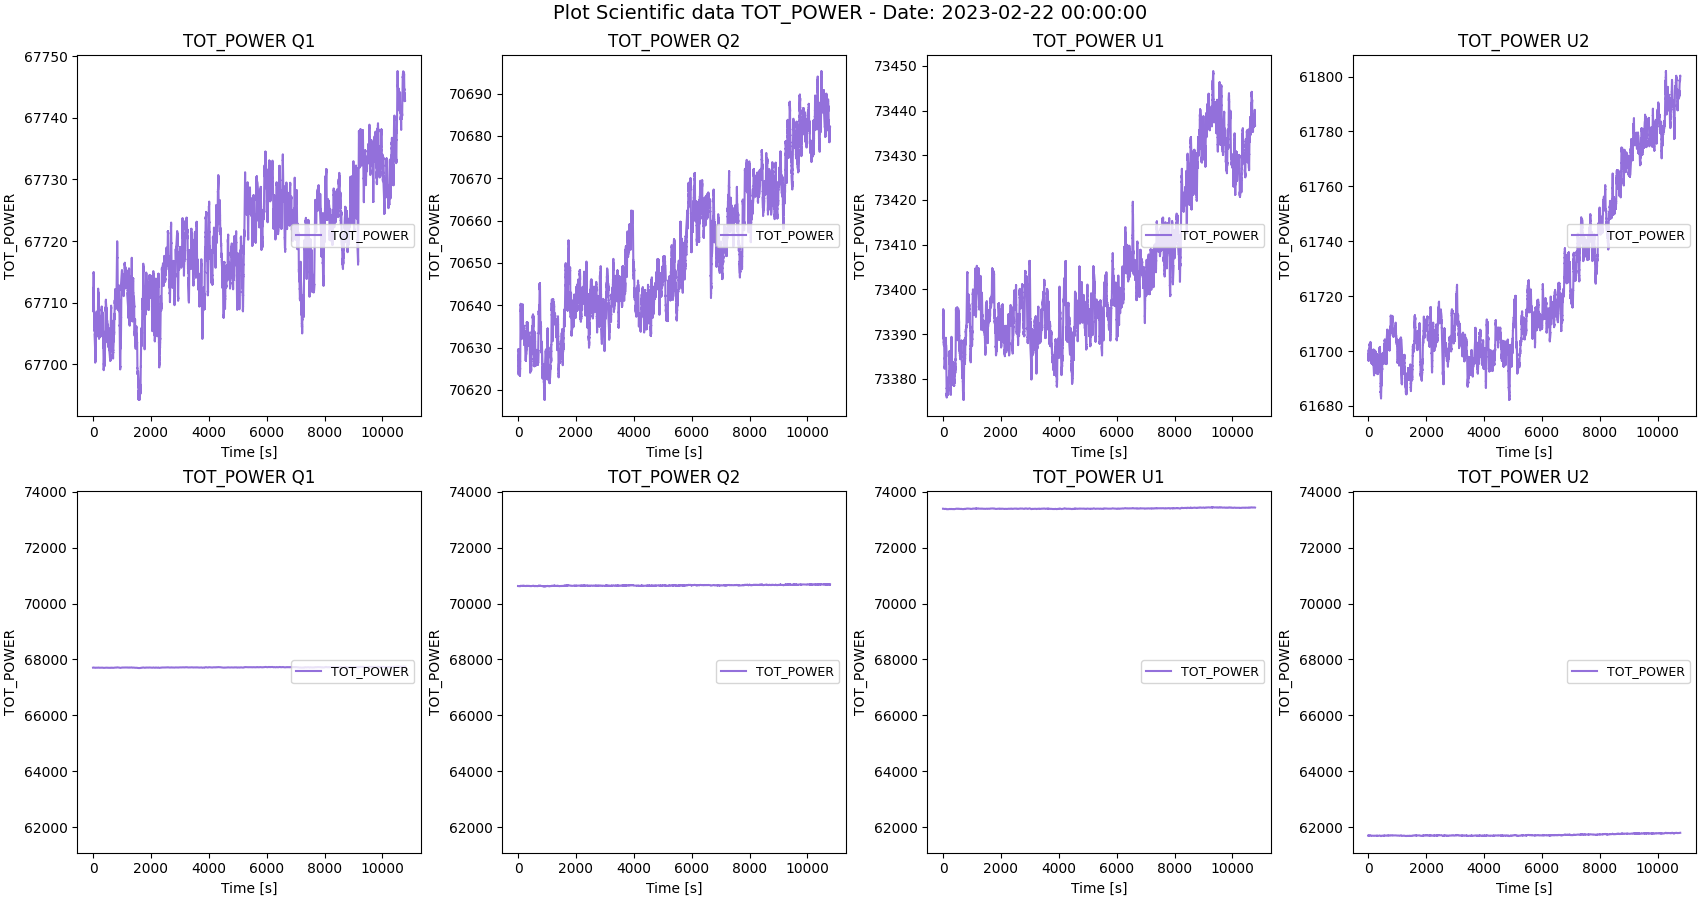 Plot Scientific data TOT_POWER - Date: 2023-02-22 00:00:00
TOT_POWER Q1
TOT_POWER
67750
67740
67730
67720
67710
67700
TOT_POWER
0 2000 4000 6000 8000 10000
Time [s]
TOT_POWER Q2
TOT_POWER
70690
70680
70670
70660
70650
70640
70630
70620
TOT_POWER
0 2000 4000 6000 8000 10000
Time [s]
TOT_POWER U1
TOT_POWER
73450
73440
73430
73420
73410
73400
73390
73380
TOT_POWER
0 2000 4000 6000 8000 10000
Time [s]
TOT_POWER U2
TOT_POWER
61800
61780
61760
61740
61720
61700
61680
TOT_POWER
0 2000 4000 6000 8000 10000
Time [s]
TOT_POWER Q1
TOT_POWER
74000
72000
70000
68000
66000
64000
62000
TOT_POWER
0 2000 4000 6000 8000 10000
Time [s]
TOT_POWER Q2
TOT_POWER
74000
72000
70000
68000
66000
64000
62000
TOT_POWER
0 2000 4000 6000 8000 10000
Time [s]
TOT_POWER U1
TOT_POWER
74000
72000
70000
68000
66000
64000
62000
TOT_POWER
0 2000 4000 6000 8000 10000
Time [s]
TOT_POWER U2
TOT_POWER
74000
72000
70000
68000
66000
64000
62000
TOT_POWER
0 2000 4000 6000 8000 10000
Time [s]